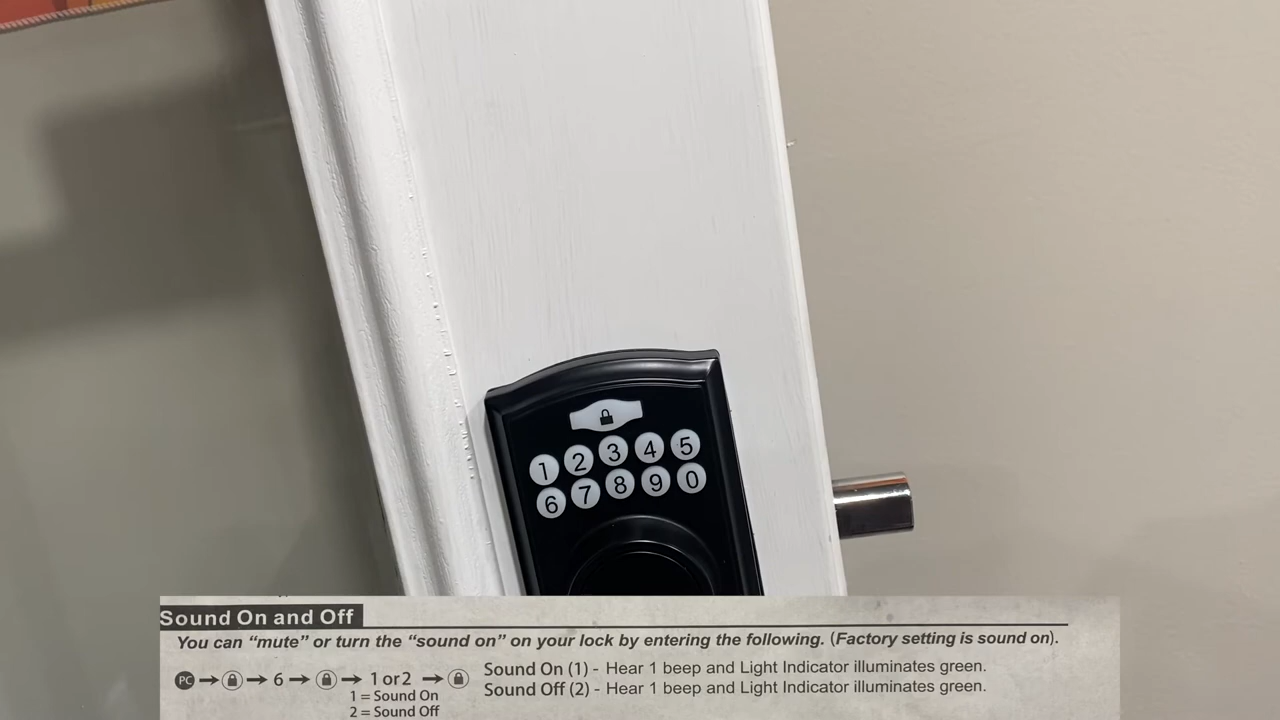 1 2 3 4 5
6 7 8 9 0
Sound On and Off
You can “mute” or turn the “sound on” on your lock by entering the following. (Factory setting is sound on).
PC → → 6 → → 1 or 2 →
1 = Sound On
2 = Sound Off
Sound On (1) - Hear 1 beep and Light Indicator illuminates green.
Sound Off (2) - Hear 1 beep and Light Indicator illuminates green.